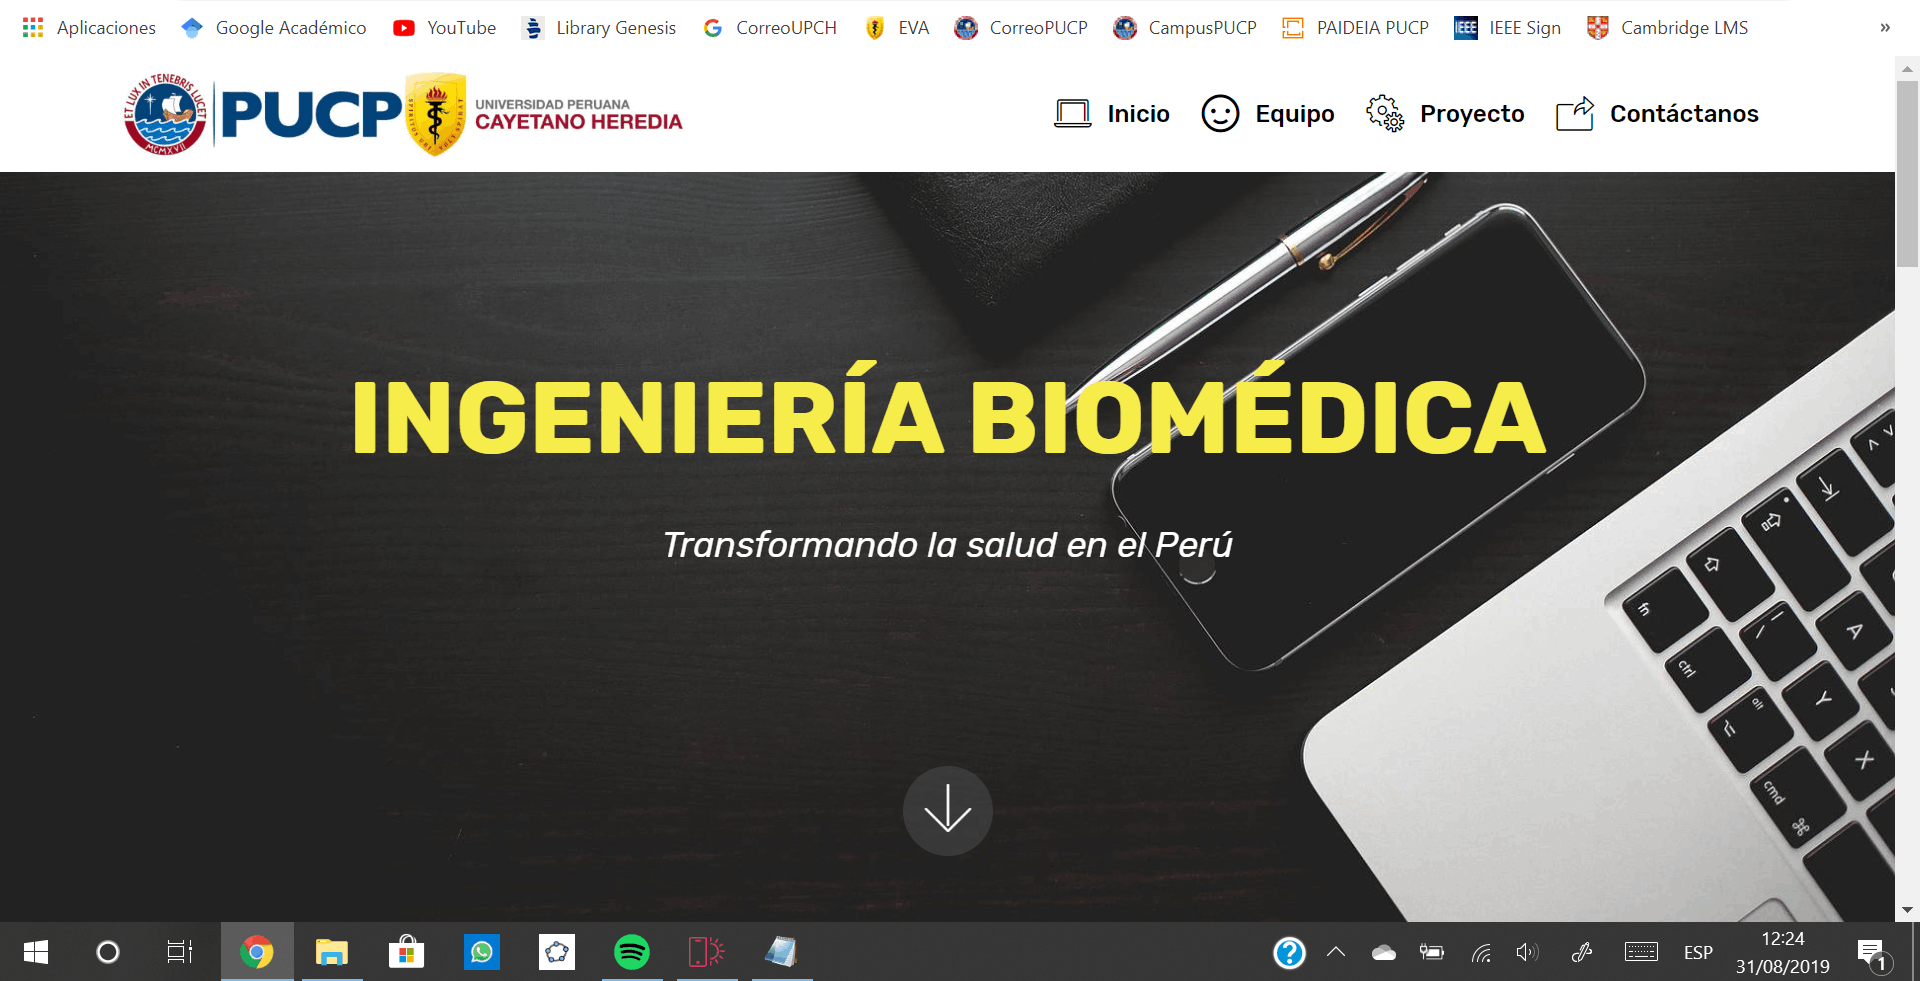 Aplicaciones Google Académico YouTube Library Genesis CorreoUPCH EVA CorreoPUCP CampusPUCP PAIDEIA PUCP IEEE IEEE Sign Cambridge LMS »
ET LUX IN TENEBRIS LUCET
MCMXVII
PUCP
UNIVERSIDAD PERUANA
CAYETANO HEREDIA
Inicio Equipo Proyecto Contáctanos
INGENIERÍA BIOMÉDICA
Transformando la salud en el Perú
ctrl
alt
cmd
A
Y
X
ESP
12:24
31/08/2019
1